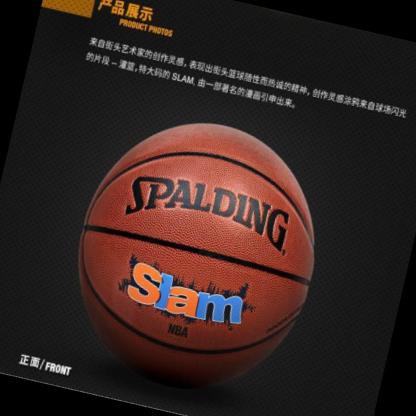 产品展示
PRODUCT PHOTOS
来自街头艺术家的创作灵感，表现出街头篮球随性而热诚的精神，创作灵感涂鸦来自球场闪光
的片段 – 灌篮，特大码的 SLAM, 由一部著名的漫画引申出来。
SPALDING
Slam
NBA
正面 / FRONT